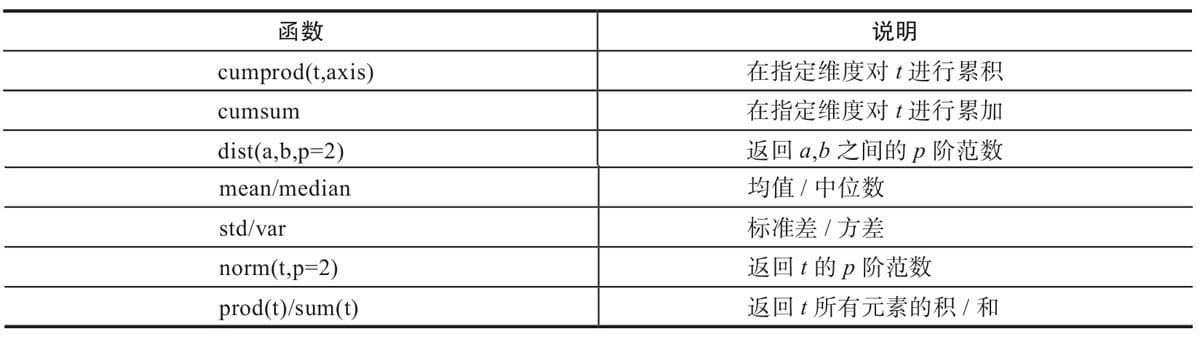 函数 说明
cumprod(t,axis) 在指定维度对 t 进行累积
cumsum 在指定维度对 t 进行累加
dist(a,b,p=2) 返回 a,b 之间的 p 阶范数
mean/median 均值 / 中位数
std/var 标准差 / 方差
norm(t,p=2) 返回 t 的 p 阶范数
prod(t)/sum(t) 返回 t 所有元素的积 / 和